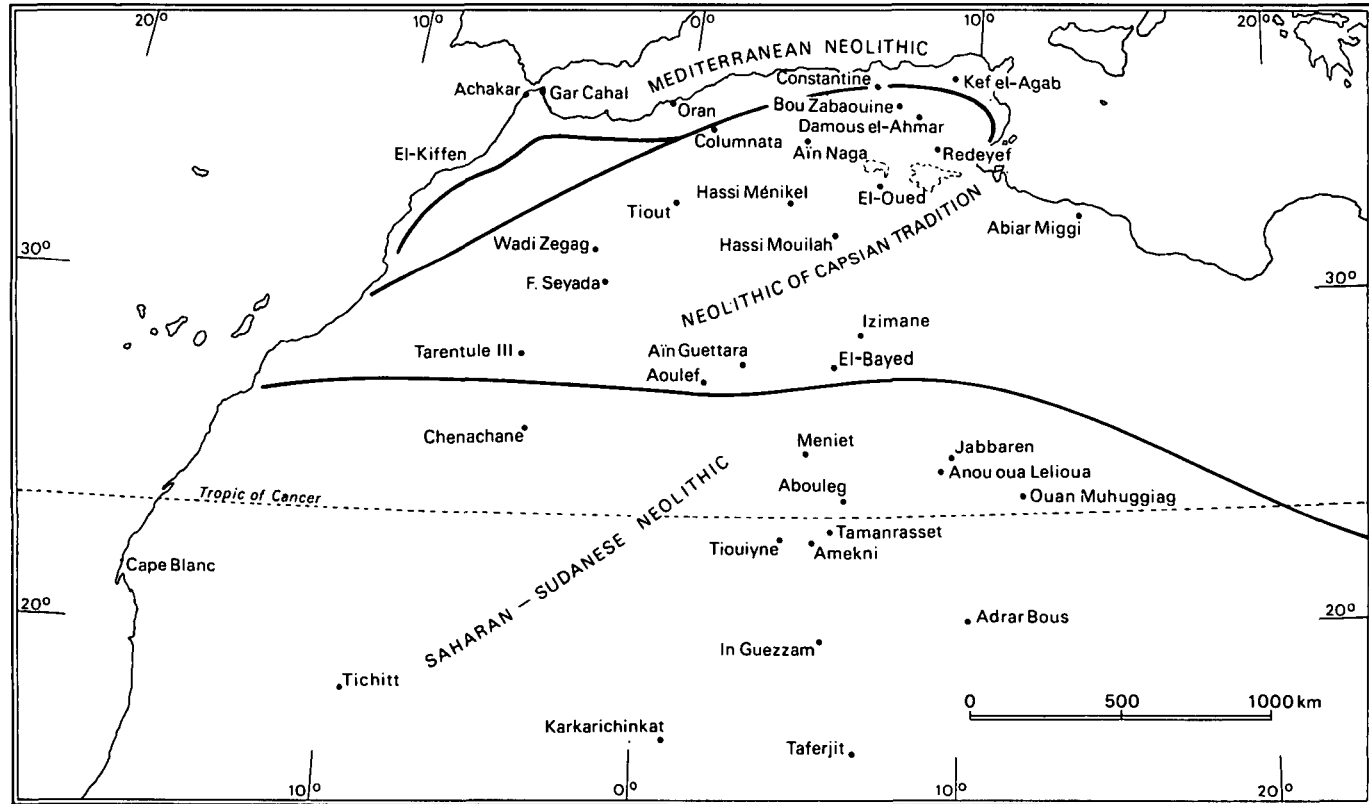 20°
10°
0°
10°
20°
MEDITERRANEAN NEOLITHIC
Achakar
Gar Cahal
Constantine
Kef el-Agab
Oran
Bou Zabaouine
Columnata
Damous el-Ahmar
El-Kiffen
Aïn Naga
Redeyef
Tiout
Hassi Ménikel
El-Oued
Abiar Miggi
Wadi Zegag
Hassi Mouilah
30°
F. Seyada
NEOLITHIC OF CAPSIAN TRADITION
30°
Izimane
Tarentule III
Aïn Guettara
El-Bayed
Aoulef
Chenachane
Meniet
Jabbaren
Anou oua Lelioua
Abouleg
Ouan Muhuggiag
Tropic of Cancer
Tamanrasset
Tiouiyne
Amekni
Cape Blanc
SAHARAN – SUDANESE NEOLITHIC
20°
20°
Adrar Bous
In Guezzam
Tichitt
0 500 1000 km
Karkarichinkat
Taferjit
10°
0°
10°
20°